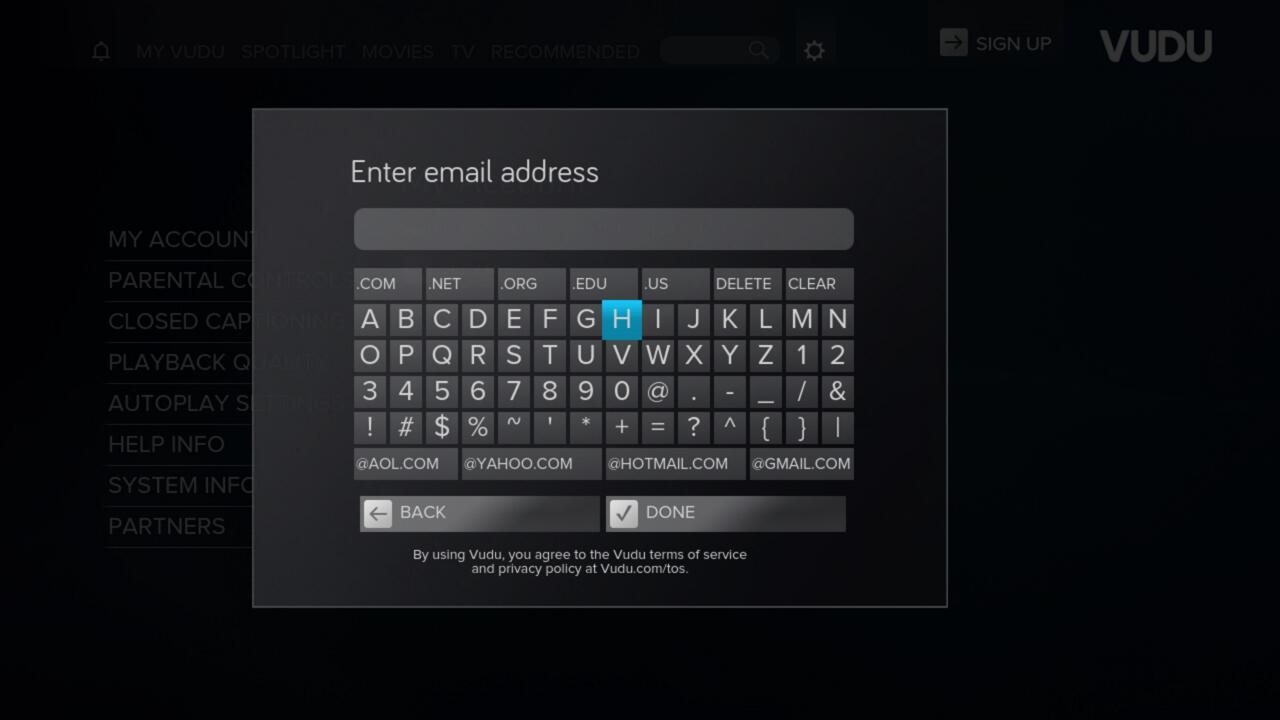 MY VUDU SPOTLIGHT MOVIES TV RECOMMENDED SIGN UP VUDU
Enter email address
MY ACCOUNT
PARENTAL CONTROLS
CLOSED CAPTIONING
PLAYBACK QUALITY
AUTOPLAY SETTINGS
HELP INFO
SYSTEM INFO
PARTNERS
.COM .NET .ORG .EDU .US DELETE CLEAR
A B C D E F G H I J K L M N
O P Q R S T U V W X Y Z 1 2
3 4 5 6 7 8 9 0 @ . - _ / &
! # $ % ~ ' * + = ? ^ { } |
@AOL.COM @YAHOO.COM @HOTMAIL.COM @GMAIL.COM
BACK DONE
By using Vudu, you agree to the Vudu terms of service
and privacy policy at Vudu.com/tos.